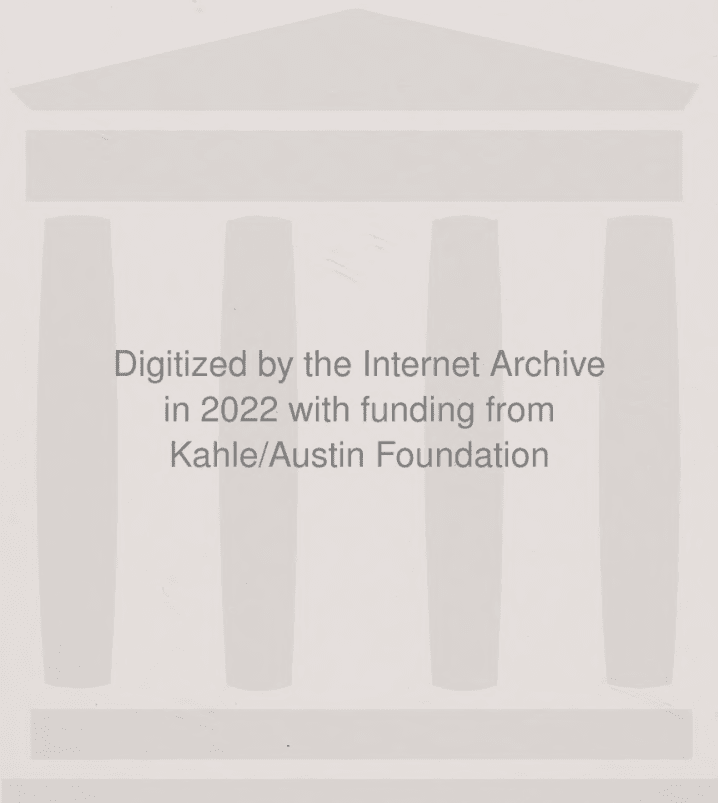 Digitized by the Internet Archive
in 2022 with funding from
Kahle/Austin Foundation